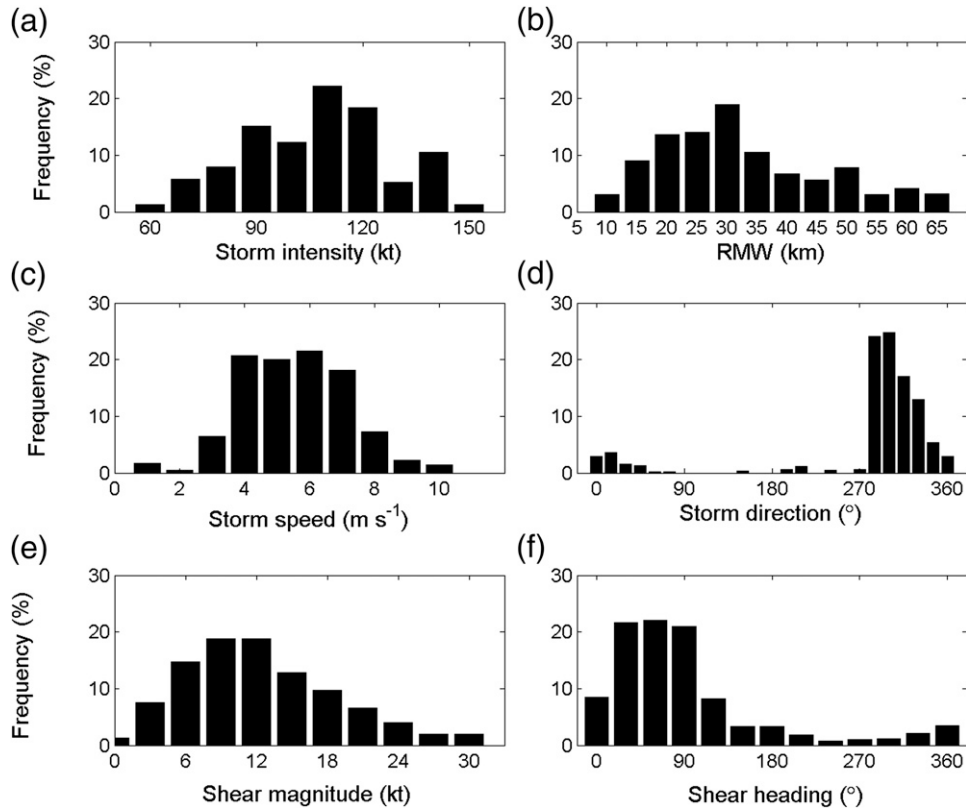 (a)
(b)
30
20
10
0
Frequency (%)
60 90 120 150
Storm intensity (kt)
30
20
10
0
5 10 15 20 25 30 35 40 45 50 55 60 65
RMW (km)
(c)
(d)
30
20
10
0
Frequency (%)
0 2 4 6 8 10
Storm speed (m s⁻¹)
30
20
10
0
0 90 180 270 360
Storm direction (°)
(e)
(f)
30
20
10
0
Frequency (%)
0 6 12 18 24 30
Shear magnitude (kt)
30
20
10
0
0 90 180 270 360
Shear heading (°)